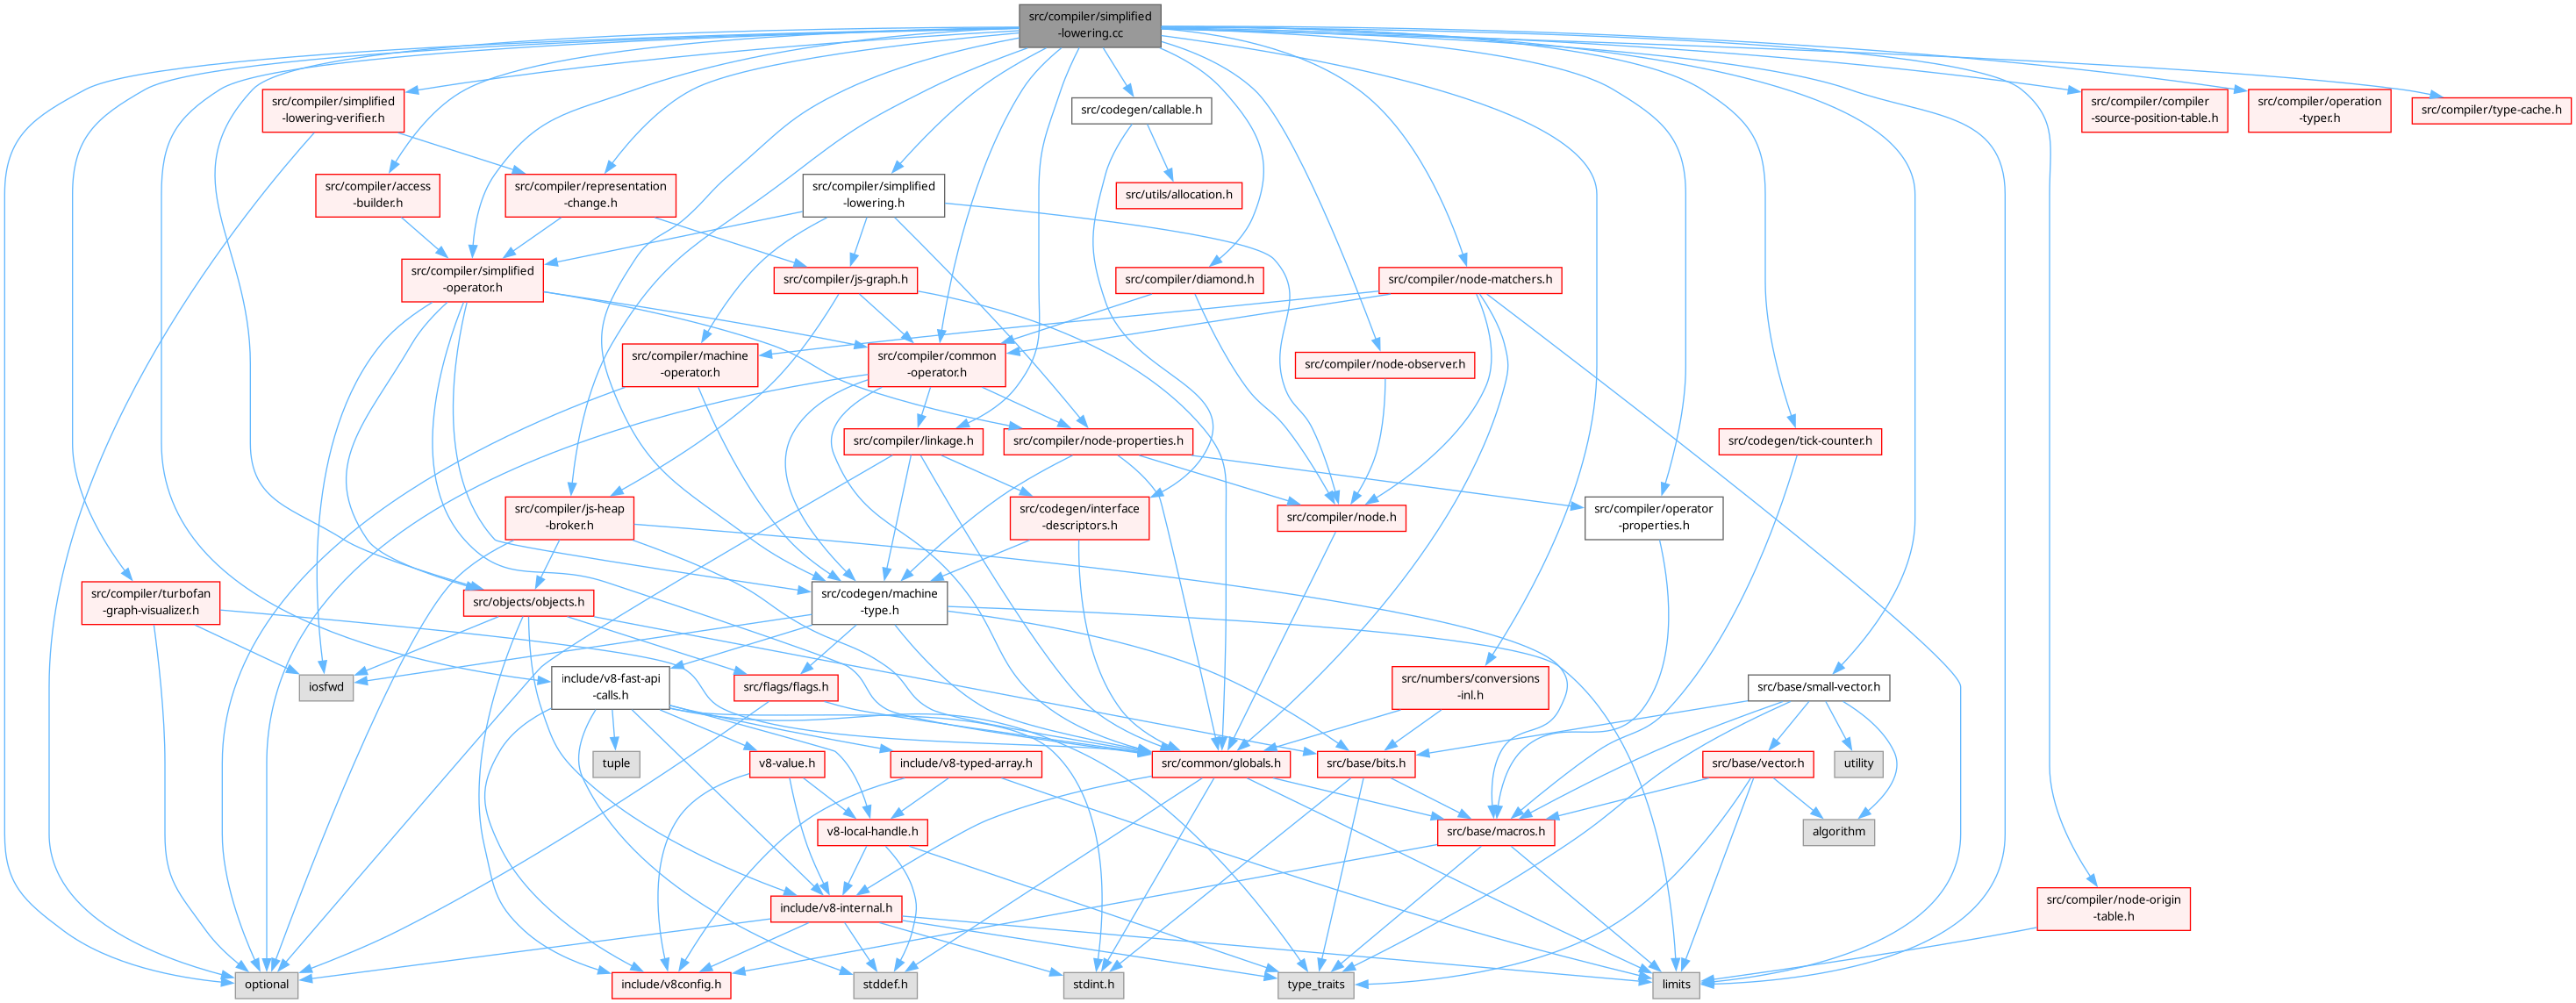 src/compiler/simplified
-lowering.cc
src/compiler/simplified
-lowering-verifier.h
src/codegen/callable.h
src/compiler/compiler
-source-position-table.h
src/compiler/operation
-typer.h
src/compiler/type-cache.h
src/compiler/access
-builder.h
src/compiler/representation
-change.h
src/compiler/simplified
-lowering.h
src/utils/allocation.h
src/compiler/simplified
-operator.h
src/compiler/js-graph.h
src/compiler/diamond.h
src/compiler/node-matchers.h
src/compiler/machine
-operator.h
src/compiler/common
-operator.h
src/compiler/node-observer.h
src/compiler/linkage.h
src/compiler/node-properties.h
src/codegen/tick-counter.h
src/compiler/js-heap
-broker.h
src/codegen/interface
-descriptors.h
src/compiler/node.h
src/compiler/operator
-properties.h
src/compiler/turbofan
-graph-visualizer.h
src/objects/objects.h
src/codegen/machine
-type.h
iosfwd
include/v8-fast-api
-calls.h
src/flags/flags.h
src/numbers/conversions
-inl.h
src/base/small-vector.h
tuple
v8-value.h
include/v8-typed-array.h
src/common/globals.h
src/base/bits.h
src/base/vector.h
utility
v8-local-handle.h
src/base/macros.h
algorithm
include/v8-internal.h
src/compiler/node-origin
-table.h
optional
include/v8config.h
stddef.h
stdint.h
type_traits
limits